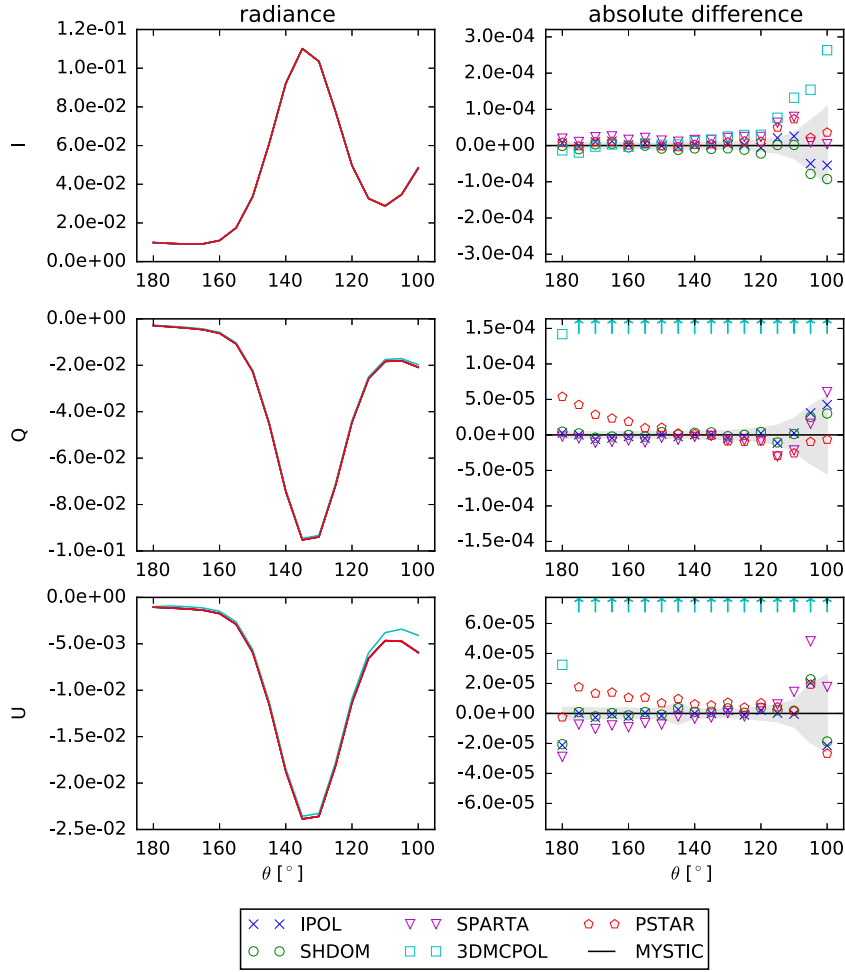 radiance
absolute difference
I
1.2e-01
1.0e-01
8.0e-02
6.0e-02
4.0e-02
2.0e-02
0.0e+00
180 160 140 120 100
3.0e-04
2.0e-04
1.0e-04
0.0e+00
-1.0e-04
-2.0e-04
-3.0e-04
180 160 140 120 100
Q
0.0e+00
-2.0e-02
-4.0e-02
-6.0e-02
-8.0e-02
-1.0e-01
180 160 140 120 100
1.5e-04
1.0e-04
5.0e-05
0.0e+00
-5.0e-05
-1.0e-04
-1.5e-04
180 160 140 120 100
U
0.0e+00
-5.0e-03
-1.0e-02
-1.5e-02
-2.0e-02
-2.5e-02
180 160 140 120 100
θ [°]
6.0e-05
4.0e-05
2.0e-05
0.0e+00
-2.0e-05
-4.0e-05
-6.0e-05
180 160 140 120 100
θ [°]
IPOL SPARTA PSTAR
SHDOM 3DMCPOL MYSTIC